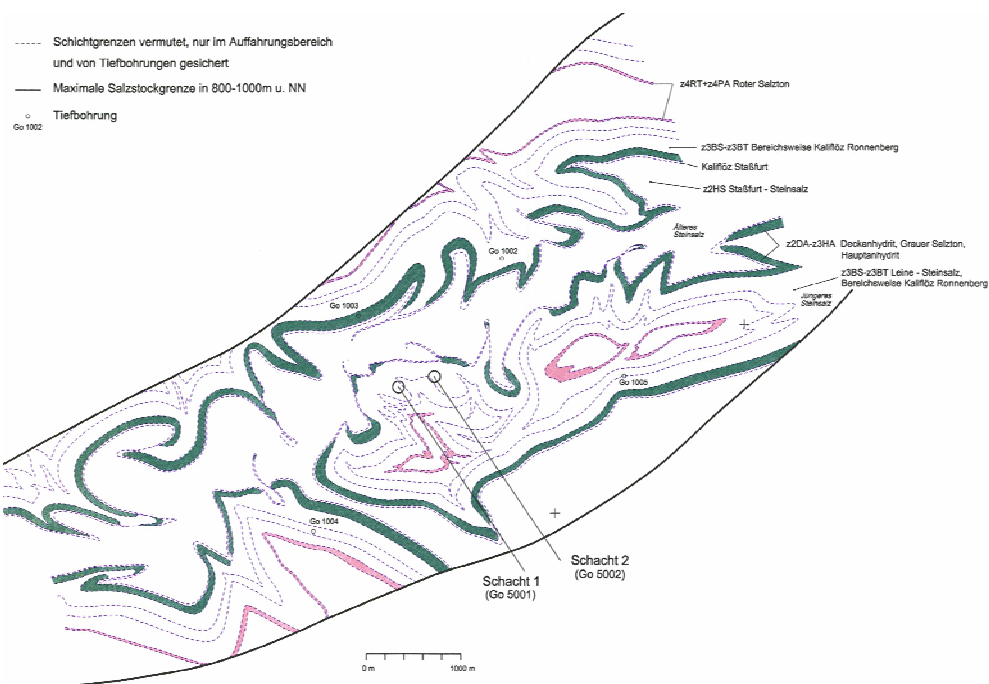 Schichtgrenzen vermutet, nur im Auffahrungsbereich
und von Tiefbohrungen gesichert
Maximale Salzstockgrenze in 800-1000m u. NN
Tiefbohrung
Go 1002
z4RT+z4PA Roter Salzton
z3BS-z3BT Bereichsweise Kaliflöz Ronnenberg
Kaliflöz Staßfurt
z2HS Staßfurt - Steinsalz
Älteres
Steinsalz
z2DA-z3HA Deckanhydrit, Grauer Salzton,
Hauptanhydrit
z3BS-z3BT Leine - Steinsalz,
Bereichsweise Kaliflöz Ronnenberg
Jüngeres
Steinsalz
Go 1002
Go 1003
Go 1005
Go 1004
Schacht 2
(Go 5002)
Schacht 1
(Go 5001)
0 m
1000 m